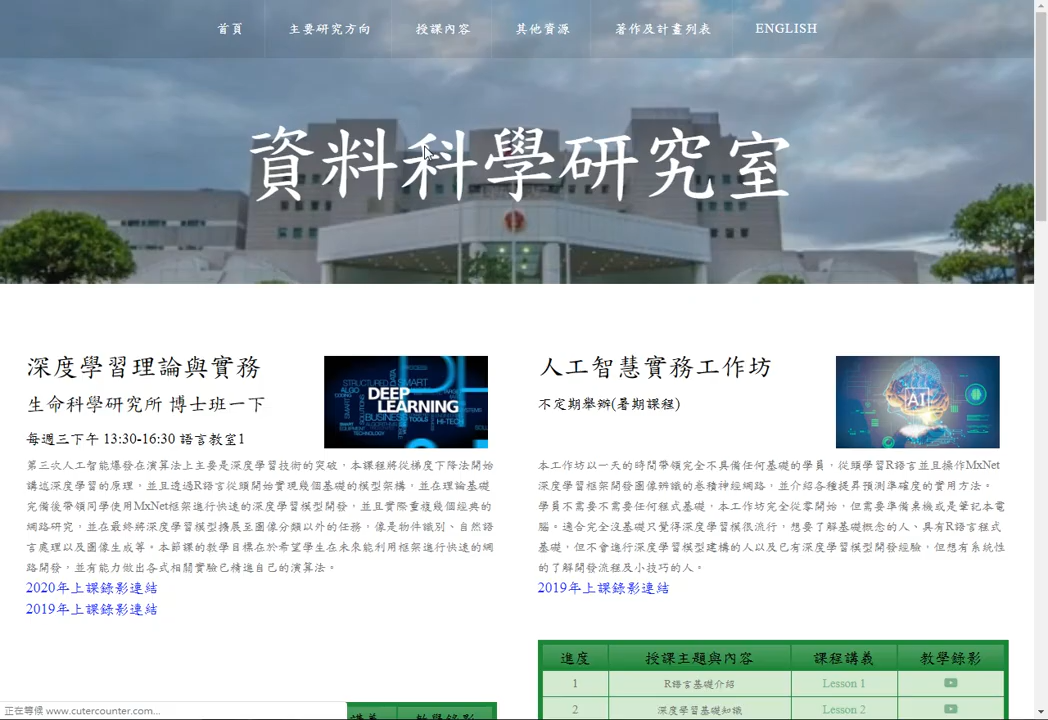 首頁 主要研究方向 授課內容 其他資源 著作及計畫列表 ENGLISH
資料科學研究室
深度學習理論與實務
生命科學研究所 博士班一下
每週三下午 13:30-16:30 語言教室1
DEEP
LEARNING
第三次人工智能爆發在演算法上主要是深度學習技術的突破，本課程將從梯度下降法開始
講述深度學習的原理，並且透過R語言從頭開始實現幾個基礎的模型架構，並在理論基礎
完備後帶領同學使用MxNet框架進行快速的深度學習模型開發，並且實際重複幾個經典的
網路研究，並在最終將深度學習模型擴展至圖像分類以外的任務，像是物件識別、自然語
言處理以及圖像生成等。本節課的教學目標在於希望學生在未來能利用框架進行快速的網
路開發，並有能力做出各式相關實驗已精進自己的演算法。
2020年上課錄影連結
2019年上課錄影連結
人工智慧實務工作坊
不定期舉辦(暑期課程)
AI
本工作坊以一天的時間帶領完全不具備任何基礎的學員，從頭學習R語言並且操作MxNet
深度學習框架開發圖像辨識的卷積神經網路，並介紹各種提昇預測準確度的實用方法。
學員不需要不需要任何程式基礎，本工作坊完全從零開始，但需要準備桌機或是筆記本電
腦。適合完全沒基礎只覺得深度學習模很流行，想要了解基礎概念的人、具有R語言程式
基礎，但不會進行深度學習模型建構的人以及已有深度學習模型開發經驗，但想有系統性
的了解開發流程及小技巧的人。
2019年上課錄影連結
進度 授課主題與內容 課程講義 教學錄影
1 R語言基礎介紹 Lesson 1
2 深度學習基礎知識 Lesson 2
正在等候 www.cutercounter.com...